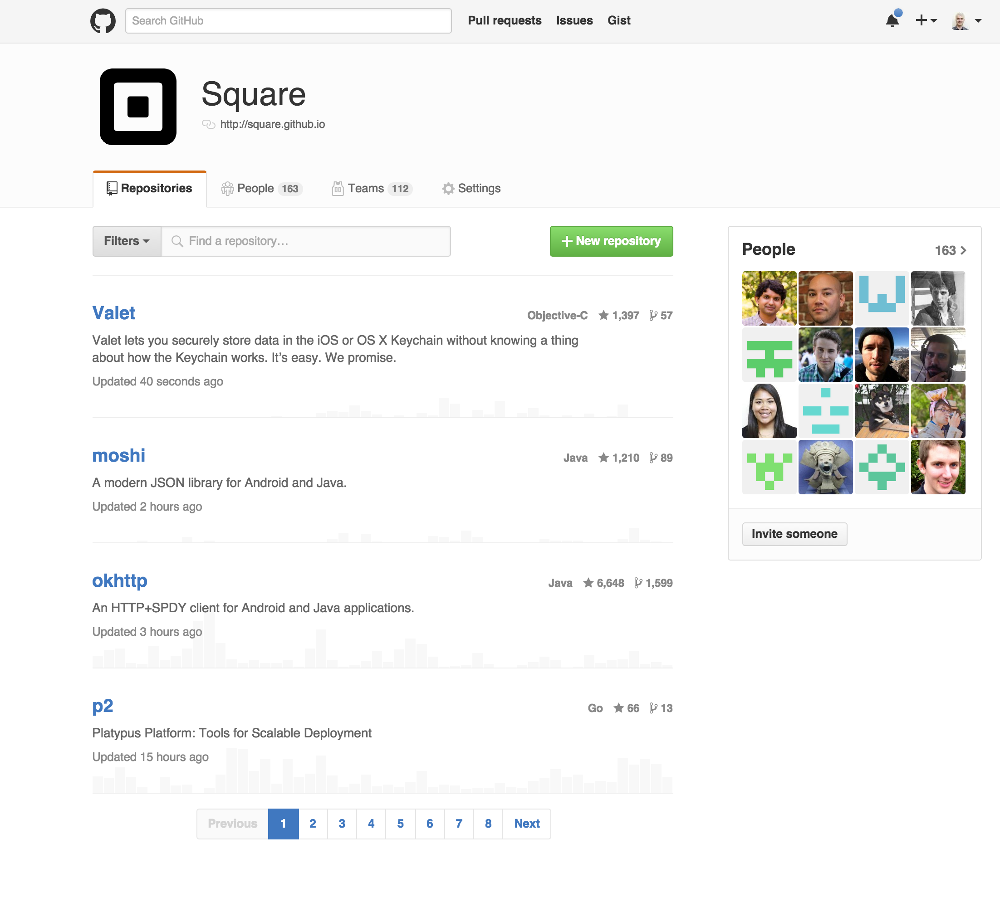 Search GitHub
Pull requests Issues Gist
Square
http://square.github.io
Repositories People 163 Teams 112 Settings
Filters Find a repository…
New repository
Valet
Objective-C 1,397 57
Valet lets you securely store data in the iOS or OS X Keychain without knowing a thing
about how the Keychain works. It’s easy. We promise.
Updated 40 seconds ago
moshi
Java 1,210 89
A modern JSON library for Android and Java.
Updated 2 hours ago
okhttp
Java 6,648 1,599
An HTTP+SPDY client for Android and Java applications.
Updated 3 hours ago
p2
Go 66 13
Platypus Platform: Tools for Scalable Deployment
Updated 15 hours ago
Previous 1 2 3 4 5 6 7 8 Next
People 163
Invite someone